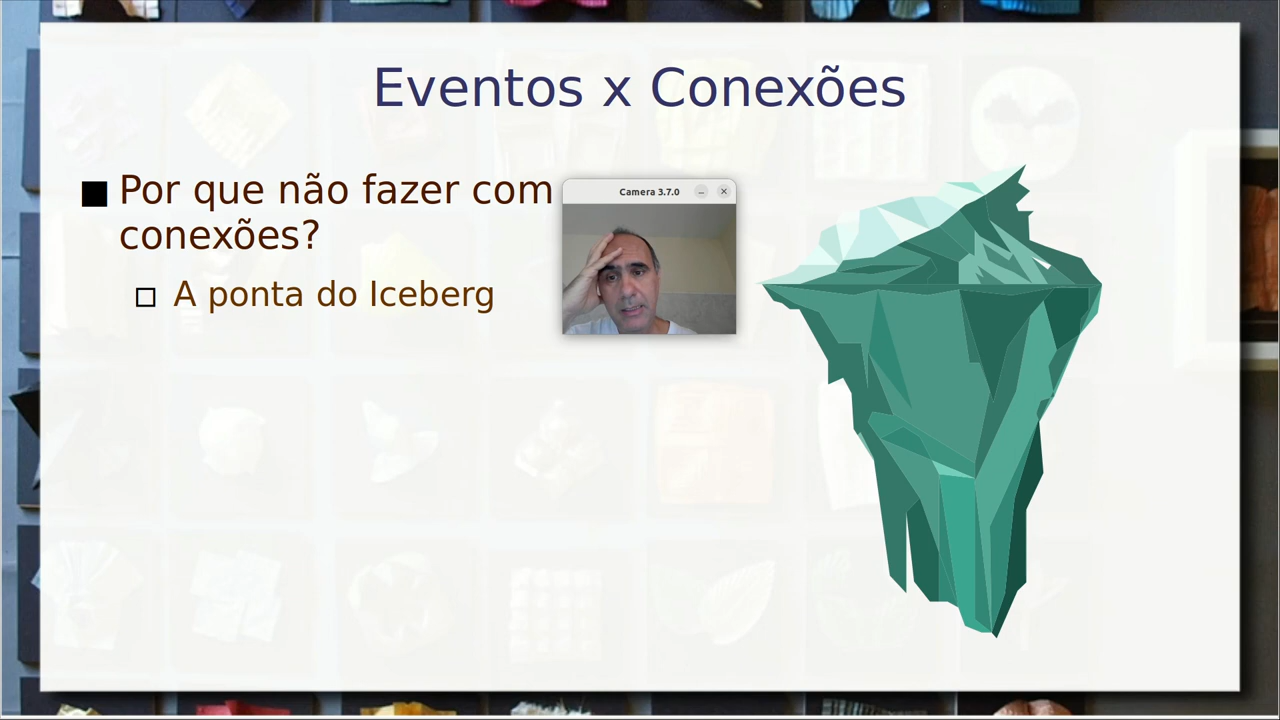 Eventos x Conexões
Por que não fazer com
conexões?
A ponta do Iceberg
Camera 3.7.0